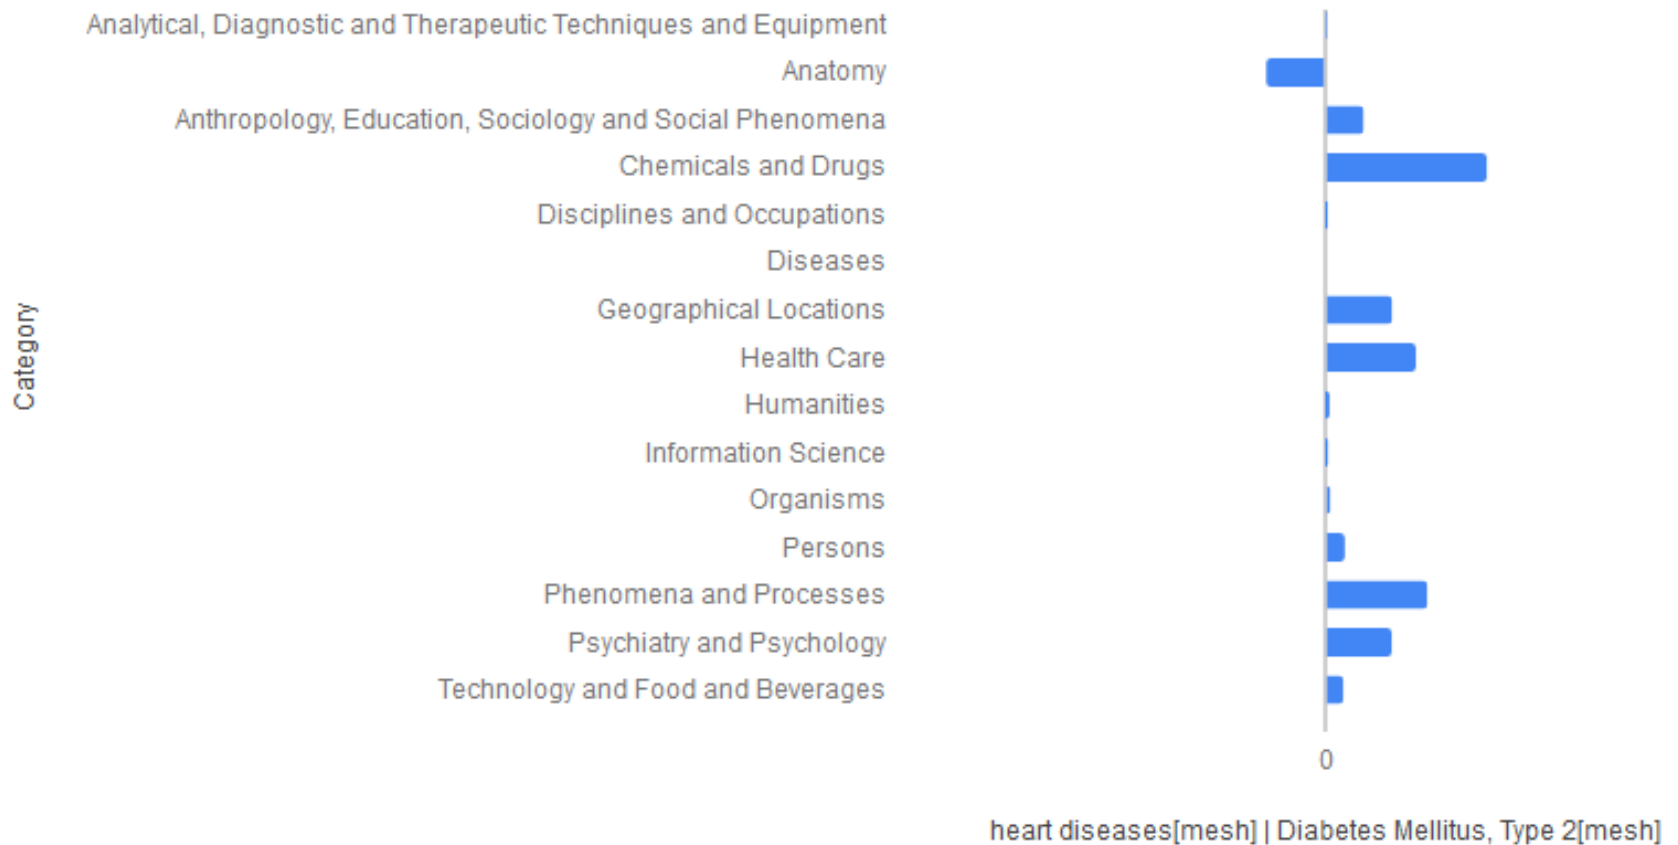 Analytical, Diagnostic and Therapeutic Techniques and Equipment
Anatomy
Anthropology, Education, Sociology and Social Phenomena
Chemicals and Drugs
Disciplines and Occupations
Diseases
Geographical Locations
Health Care
Humanities
Information Science
Organisms
Persons
Phenomena and Processes
Psychiatry and Psychology
Technology and Food and Beverages
Category
0
heart diseases[mesh] | Diabetes Mellitus, Type 2[mesh]